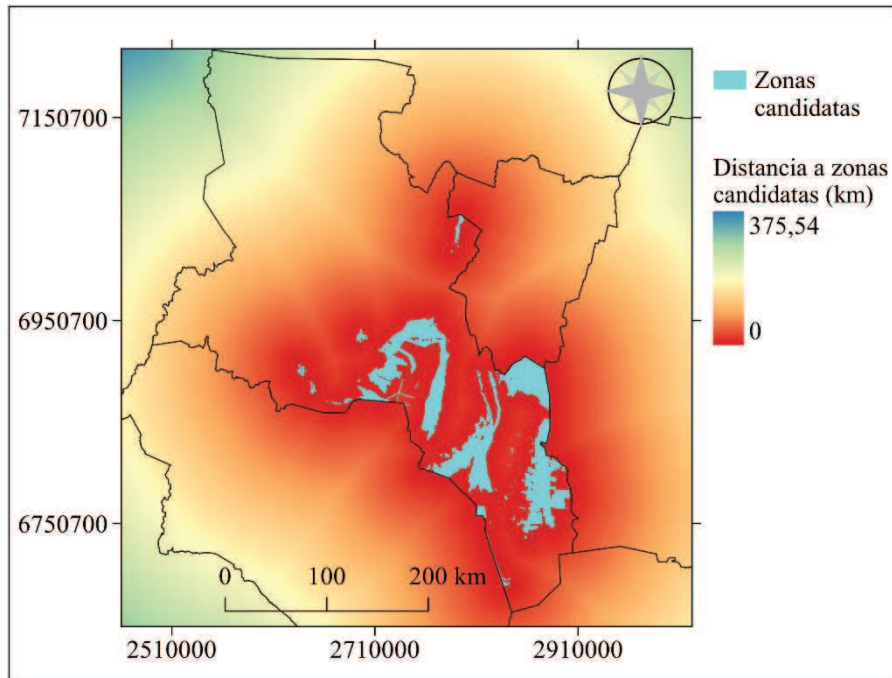 7150700
6950700
6750700
Zonas
candidatas
Distancia a zonas
candidatas (km)
375,54
0
0 100 200 km
2510000 2710000 2910000